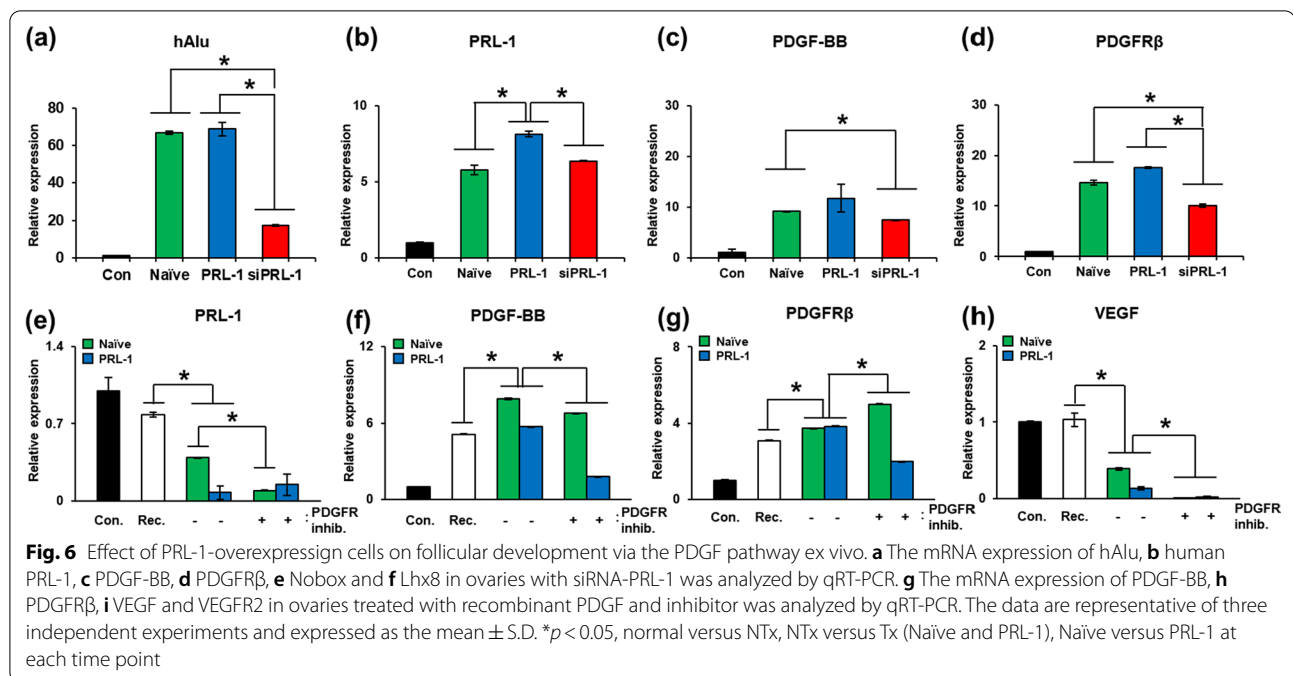 (a)
hAlu
Relative expression
80
60
40
20
0
*
*
Con Naïve PRL-1 siPRL-1
(b)
PRL-1
Relative expression
10
5
0
*
*
Con Naïve PRL-1 siPRL-1
(c)
PDGF-BB
Relative expression
30
20
10
0
*
Con Naïve PRL-1 siPRL-1
(d)
PDGFRβ
Relative expression
30
20
10
0
*
*
Con Naïve PRL-1 siPRL-1
(e)
PRL-1
Naïve
PRL-1
Relative expression
1.4
0.7
0
*
*
Con. Rec. - - + + : PDGFR
inhib.
(f)
PDGF-BB
Naïve
PRL-1
Relative expression
12
6
0
*
*
Con. Rec. - - + + : PDGFR
inhib.
(g)
PDGFRβ
Naïve
PRL-1
Relative expression
8
4
0
*
*
Con. Rec. - - + + : PDGFR
inhib.
(h)
VEGF
Naïve
PRL-1
Relative expression
2
1
0
*
*
Con. Rec. - - + + : PDGFR
inhib.
Fig. 6 Effect of PRL-1-overexpressign cells on follicular development via the PDGF pathway ex vivo. a The mRNA expression of hAlu, b human
PRL-1, c PDGF-BB, d PDGFRβ, e Nobox and f Lhx8 in ovaries with siRNA-PRL-1 was analyzed by qRT-PCR. g The mRNA expression of PDGF-BB, h
PDGFRβ, i VEGF and VEGFR2 in ovaries treated with recombinant PDGF and inhibitor was analyzed by qRT-PCR. The data are representative of three
independent experiments and expressed as the mean ± S.D. *p < 0.05, normal versus NTx, NTx versus Tx (Naïve and PRL-1), Naïve versus PRL-1 at
each time point